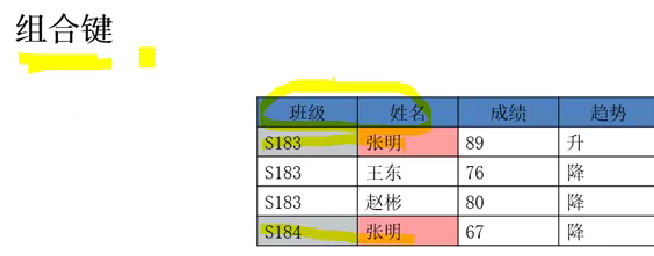 组合键
班级 姓名 成绩 趋势
S183 张明 89 升
S183 王东 76 降
S183 赵彬 80 降
S184 张明 67 降